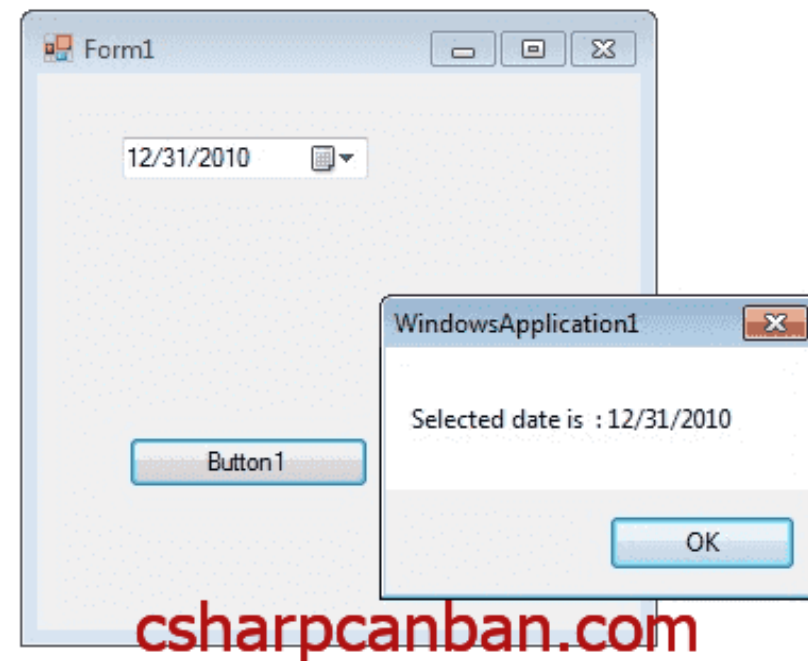 Form1
12/31/2010
WindowsApplication1
Selected date is : 12/31/2010
Button1
OK
csharpcanban.com